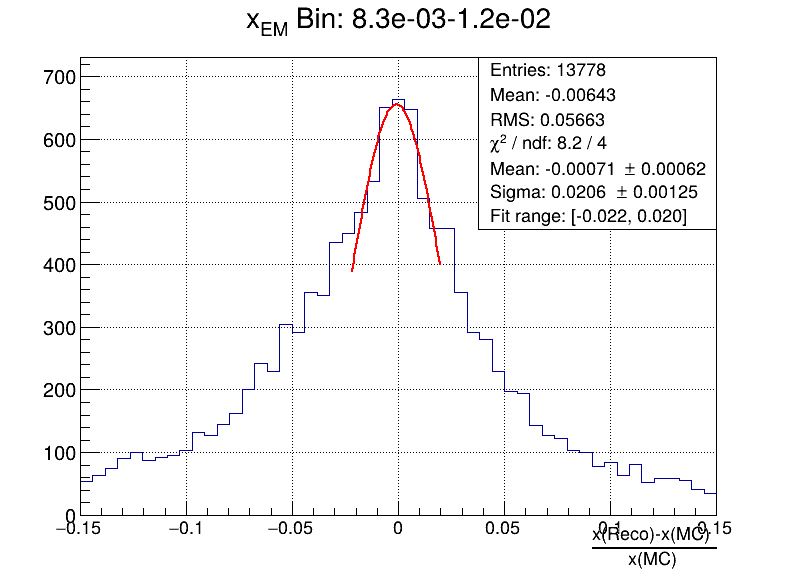 x_EM Bin: 8.3e-03-1.2e-02
Entries: 13778
Mean: -0.00643
RMS: 0.05663
χ² / ndf: 8.2 / 4
Mean: -0.00071 ± 0.00062
Sigma: 0.0206 ± 0.00125
Fit range: [-0.022, 0.020]
700
600
500
400
300
200
100
0
−0.15 −0.1 −0.05 0 0.05 0.1 0.15
x(Reco)-x(MC)
x(MC)